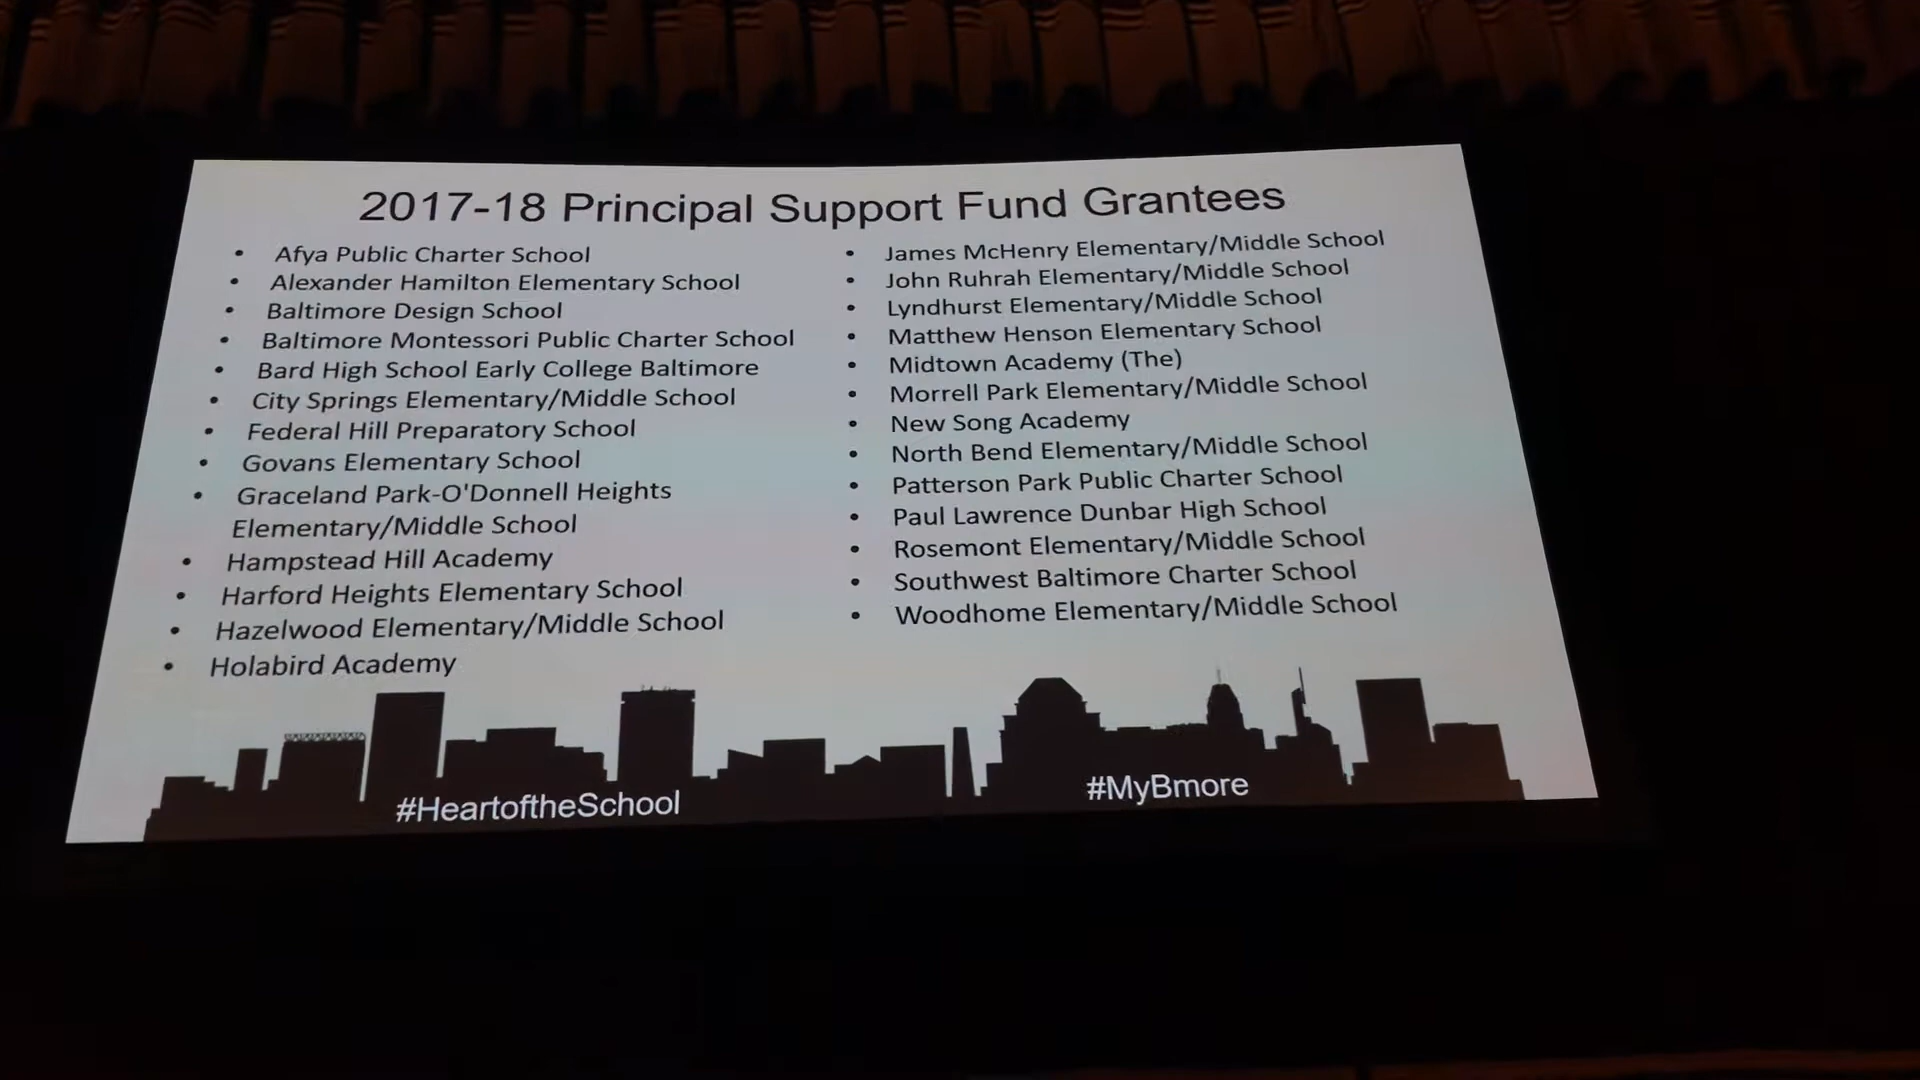 2017-18 Principal Support Fund Grantees
• Afya Public Charter School
• Alexander Hamilton Elementary School
• Baltimore Design School
• Baltimore Montessori Public Charter School
• Bard High School Early College Baltimore
• City Springs Elementary/Middle School
• Federal Hill Preparatory School
• Govans Elementary School
• Graceland Park-O'Donnell Heights
Elementary/Middle School
• Hampstead Hill Academy
• Harford Heights Elementary School
• Hazelwood Elementary/Middle School
• Holabird Academy
• James McHenry Elementary/Middle School
• John Ruhrah Elementary/Middle School
• Lyndhurst Elementary/Middle School
• Matthew Henson Elementary School
• Midtown Academy (The)
• Morrell Park Elementary/Middle School
• New Song Academy
• North Bend Elementary/Middle School
• Patterson Park Public Charter School
• Paul Lawrence Dunbar High School
• Rosemont Elementary/Middle School
• Southwest Baltimore Charter School
• Woodhome Elementary/Middle School
#HeartoftheSchool
#MyBmore